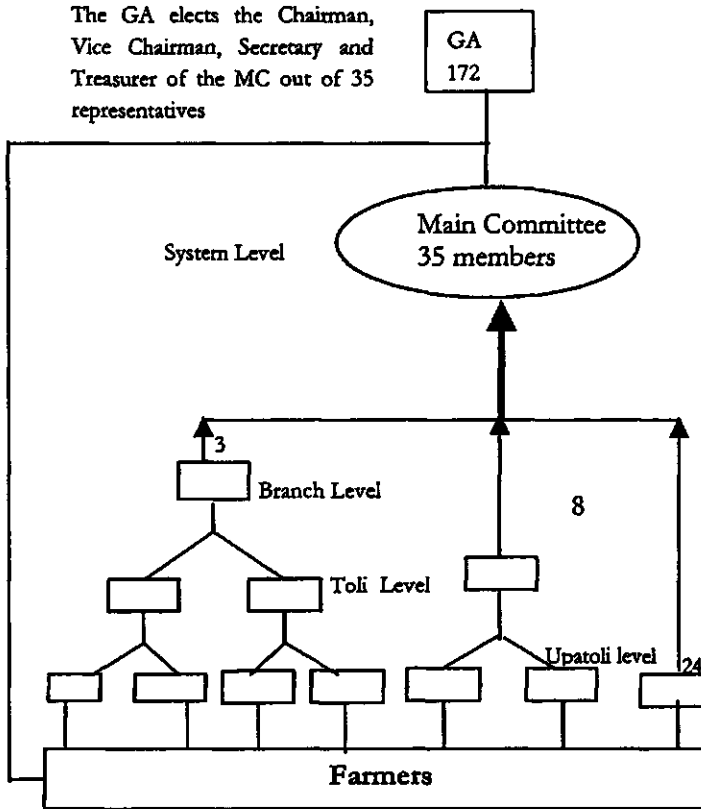 The GA elects the Chairman,
Vice Chairman, Secretary and
Treasurer of the MC out of 35
representatives
GA
172
System Level
Main Committee
35 members
3
Branch Level
8
Toli Level
Upatoli level
24
Farmers